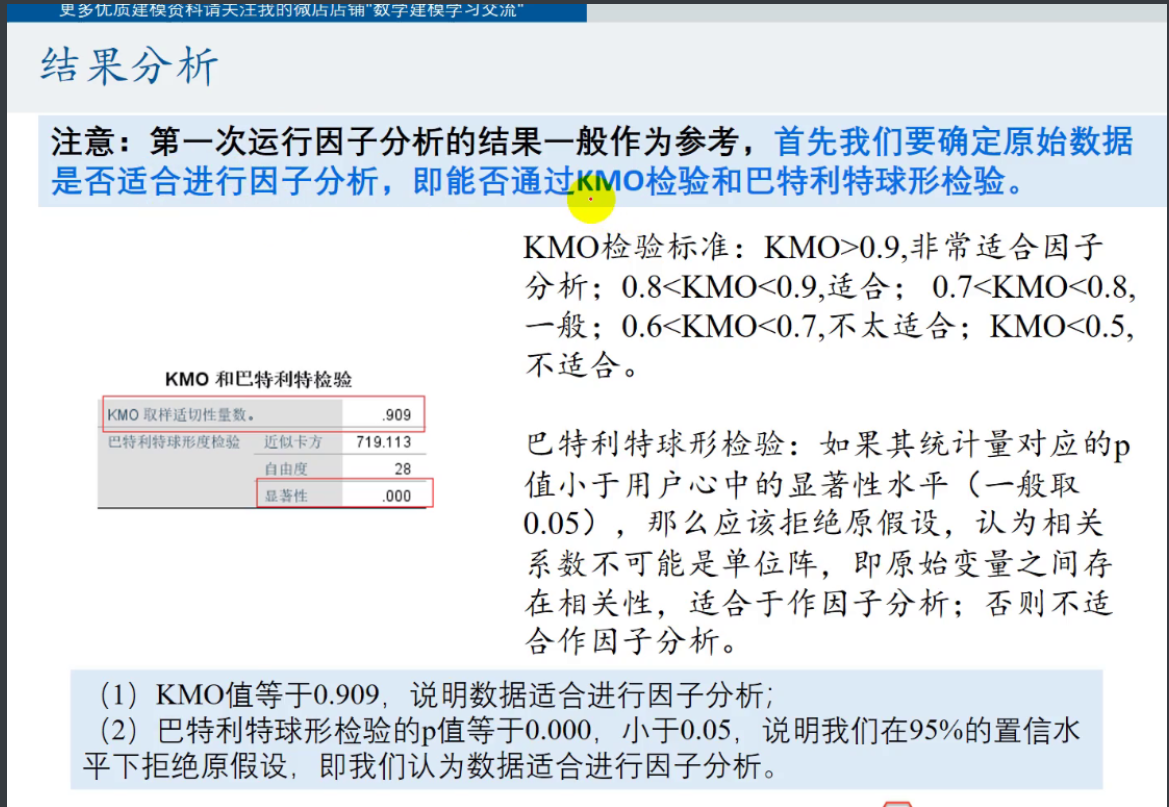 更多优质建模资料请关注我的微店店铺"数学建模学习交流"
结果分析
注意：第一次运行因子分析的结果一般作为参考，首先我们要确定原始数据
是否适合进行因子分析，即能否通过KMO检验和巴特利特球形检验。
KMO检验标准：KMO>0.9,非常适合因子
分析；0.8<KMO<0.9,适合； 0.7<KMO<0.8,
一般；0.6<KMO<0.7,不太适合；KMO<0.5,
不适合。
KMO 和巴特利特检验
KMO 取样适切性量数。 .909
巴特利特球形度检验 近似卡方 719.113
自由度 28
显著性 .000
巴特利特球形检验：如果其统计量对应的p
值小于用户心中的显著性水平（一般取
0.05），那么应该拒绝原假设，认为相关
系数不可能是单位阵，即原始变量之间存
在相关性，适合于作因子分析；否则不适
合作因子分析。
（1）KMO值等于0.909，说明数据适合进行因子分析；
（2）巴特利特球形检验的p值等于0.000，小于0.05，说明我们在95%的置信水
平下拒绝原假设，即我们认为数据适合进行因子分析。